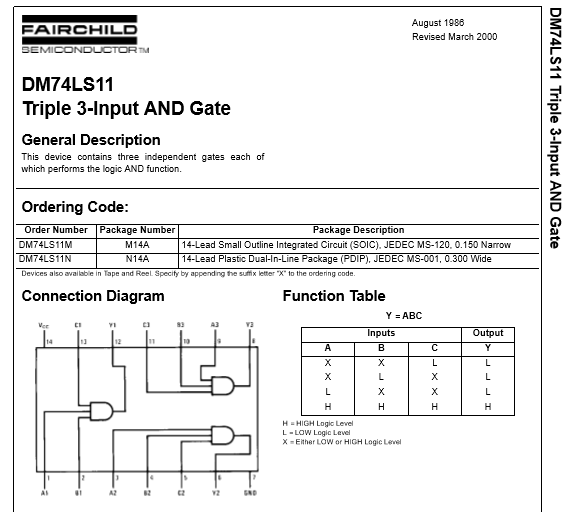 FAIRCHILD
SEMICONDUCTOR™
August 1986
Revised March 2000
DM74LS11
Triple 3-Input AND Gate
General Description
This device contains three independent gates each of
which performs the logic AND function.
Ordering Code:
Order Number Package Number Package Description
DM74LS11M M14A 14-Lead Small Outline Integrated Circuit (SOIC), JEDEC MS-120, 0.150 Narrow
DM74LS11N N14A 14-Lead Plastic Dual-In-Line Package (PDIP), JEDEC MS-001, 0.300 Wide
Devices also available in Tape and Reel. Specify by appending the suffix letter "X" to the ordering code.
Connection Diagram
VCC C1 Y1 C3 B3 A3 Y3
14 13 12 11 10 9 8
1 2 3 4 5 6 7
A1 B1 A2 B2 C2 Y2 GND
Function Table
Y = ABC
Inputs Output
A B C Y
X X L L
X L X L
L X X L
H H H H
H = HIGH Logic Level
L = LOW Logic Level
X = Either LOW or HIGH Logic Level
DM74LS11 Triple 3-Input AND Gate